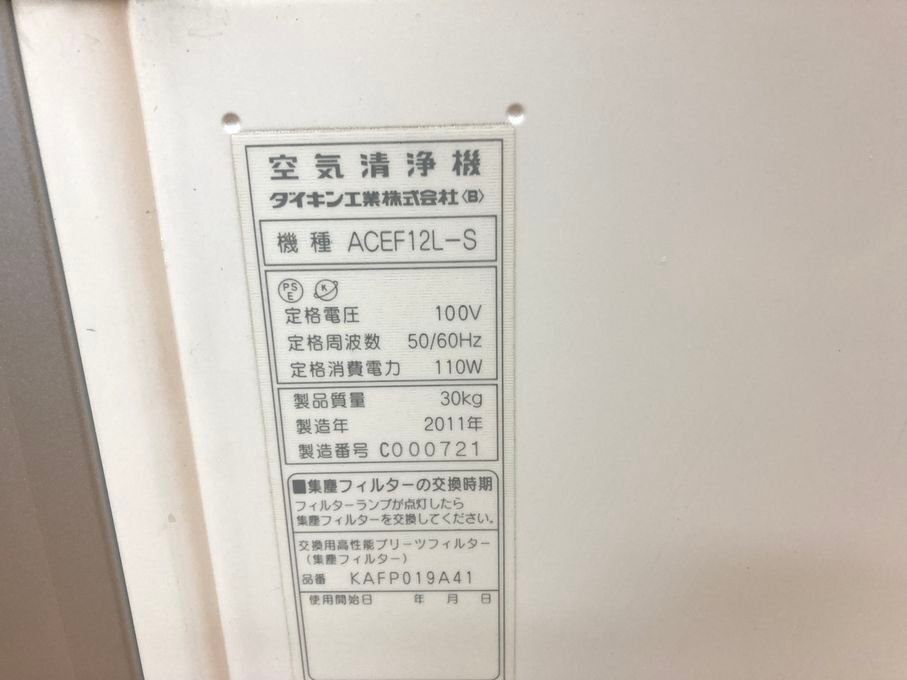 空気清浄機
ダイキン工業株式会社〈B〉
機種 ACEF12L-S
PS
E
K
定格電圧 100V
定格周波数 50/60Hz
定格消費電力 110W
製品質量 30kg
製造年 2011年
製造番号 C000721
■集塵フィルターの交換時期
フィルターランプが点灯したら
集塵フィルターを交換してください。
交換用高性能プリーツフィルター
（集塵フィルター）
品番 KAFP019A41
使用開始日 年 月 日